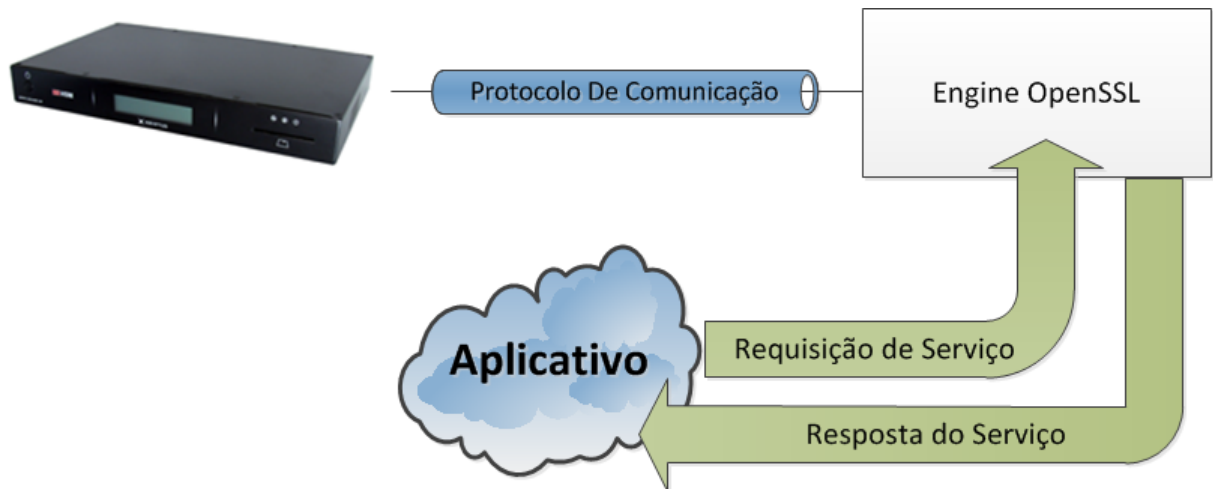 Protocolo De Comunicação
Engine OpenSSL
Aplicativo
Requisição de Serviço
Resposta do Serviço